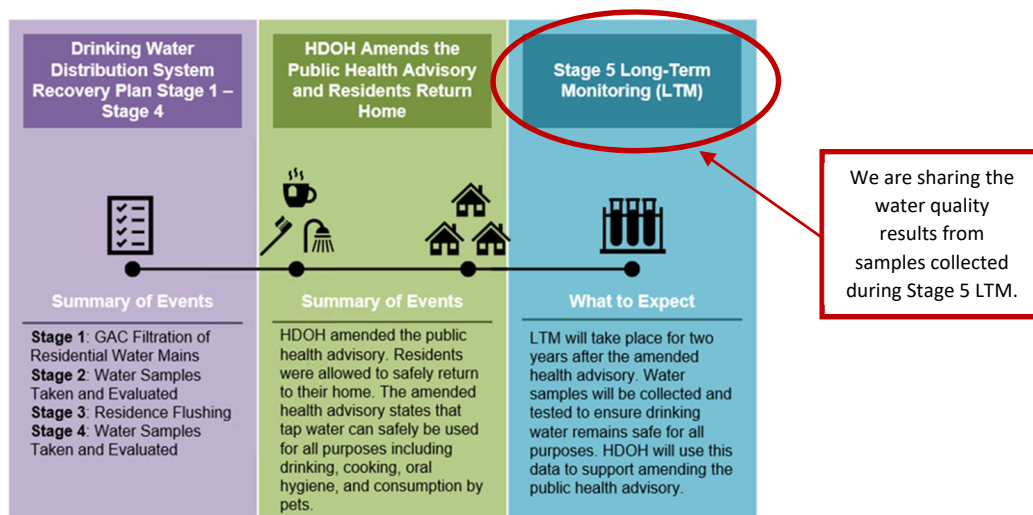 Drinking Water
Distribution System
Recovery Plan Stage 1 –
Stage 4
Summary of Events
Stage 1: GAC Filtration of
Residential Water Mains
Stage 2: Water Samples
Taken and Evaluated
Stage 3: Residence Flushing
Stage 4: Water Samples
Taken and Evaluated
HDOH Amends the
Public Health Advisory
and Residents Return
Home
Summary of Events
HDOH amended the public
health advisory. Residents
were allowed to safely return
to their home. The amended
health advisory states that
tap water can safely be used
for all purposes including
drinking, cooking, oral
hygiene, and consumption by
pets.
Stage 5 Long-Term
Monitoring (LTM)
What to Expect
LTM will take place for two
years after the amended
health advisory. Water
samples will be collected and
tested to ensure drinking
water remains safe for all
purposes. HDOH will use this
data to support amending the
public health advisory.
We are sharing the
water quality
results from
samples collected
during Stage 5 LTM.